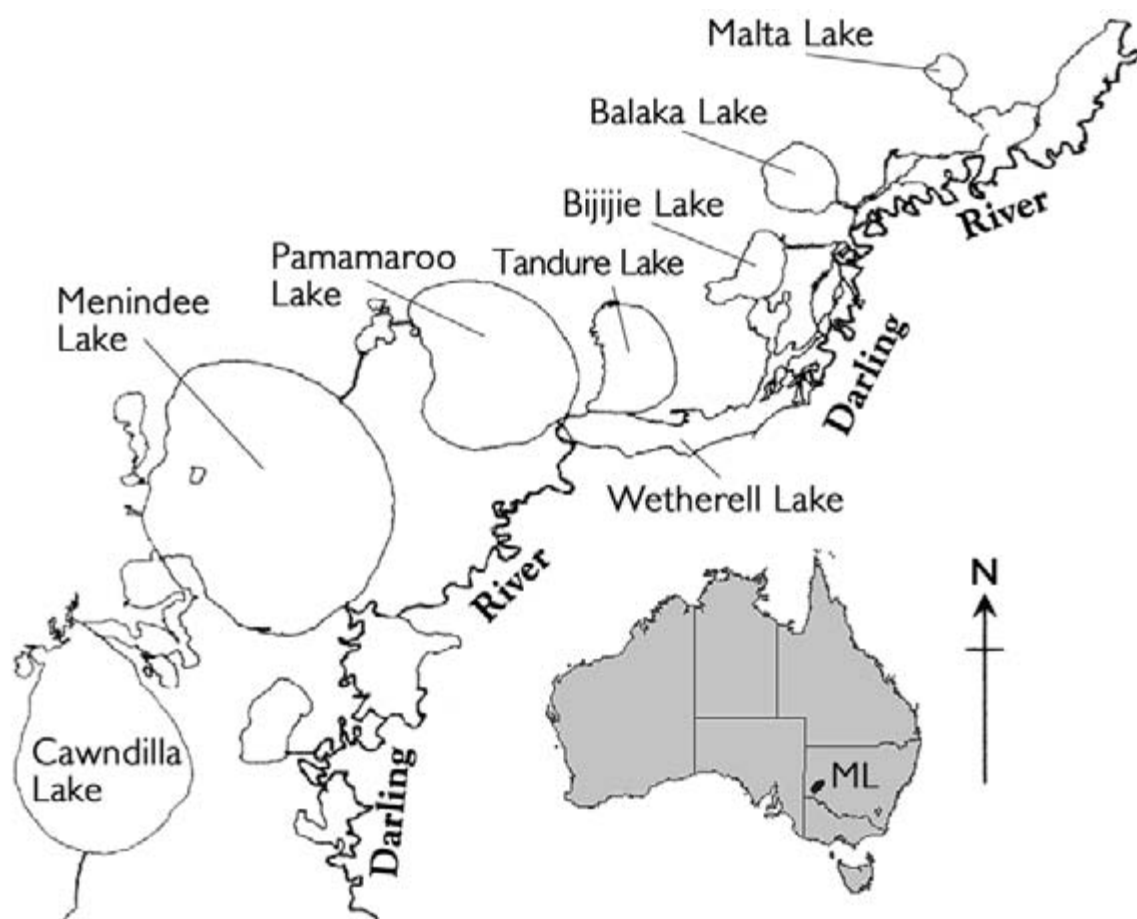 Malta Lake
Balaka Lake
River
Bijijie Lake
Pamamaroo
Lake
Tandure Lake
Menindee
Lake
Darling
Wetherell Lake
River
N
Cawndilla
Lake
ML
Darling